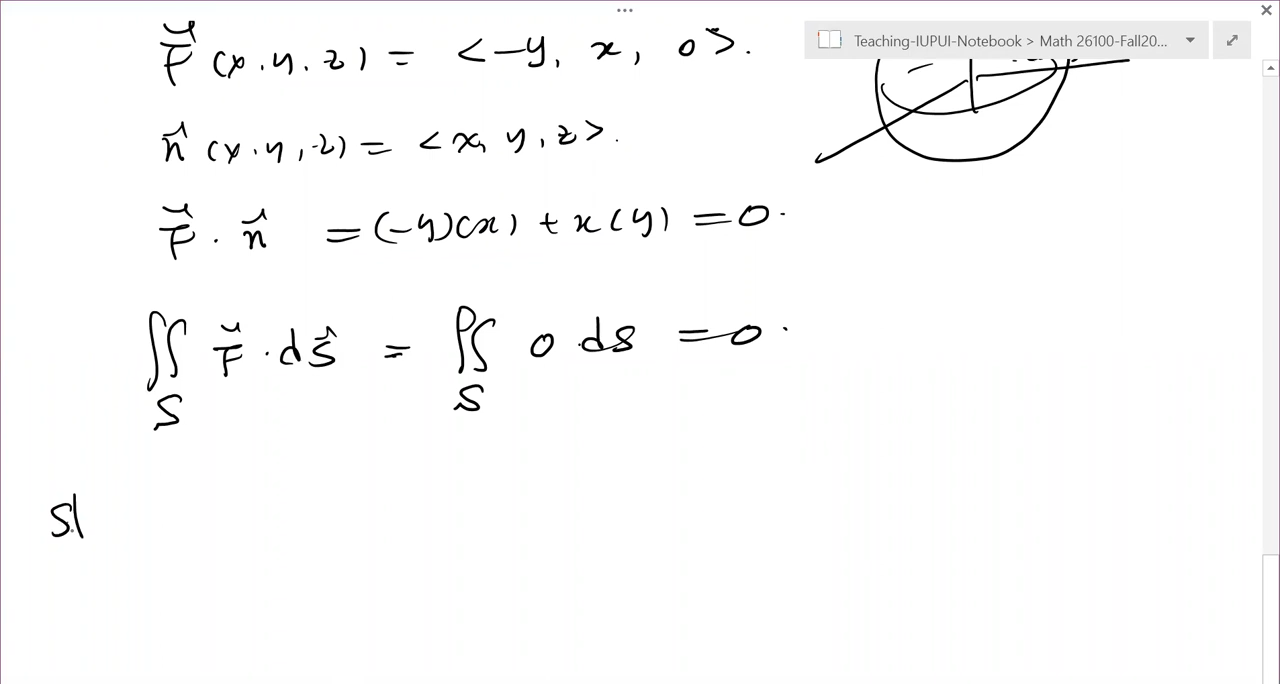 ...
Teaching-IUPUI-Notebook > Math 26100-Fall20...
F⃗ (x, y, z) = <-y, x, 0>.
n⃗ (x, y, z) = <x, y, z>.
F⃗ · n⃗ = (-y)(x) + x(y) = 0.
∬_S F⃗ · dS⃗ = ∬_S 0 ds = 0.